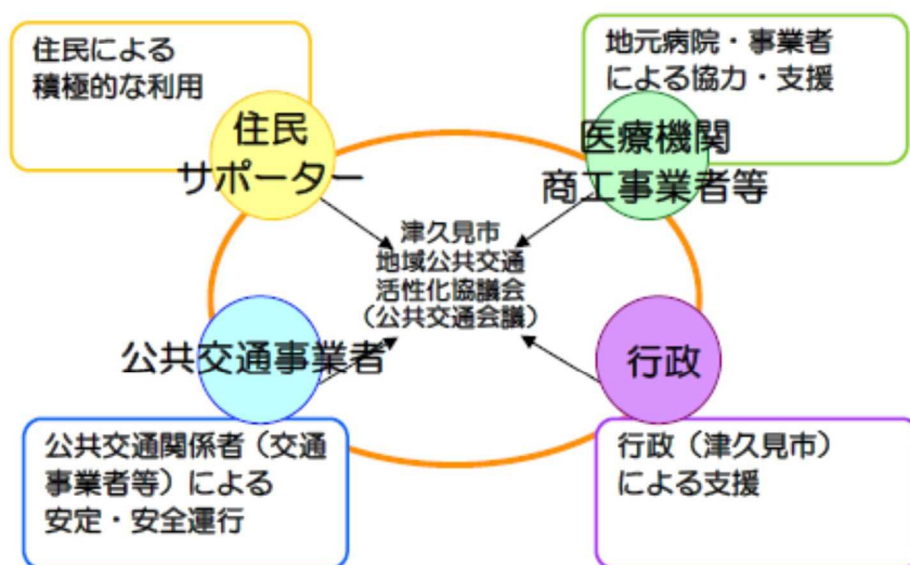 住民による
積極的な利用
住民
サポーター
地元病院・事業者
による協力・支援
医療機関
商工事業者等
津久見市
地域公共交通
活性化協議会
（公共交通会議）
公共交通事業者
行政
公共交通関係者（交通
事業者等）による
安定・安全運行
行政（津久見市）
による支援